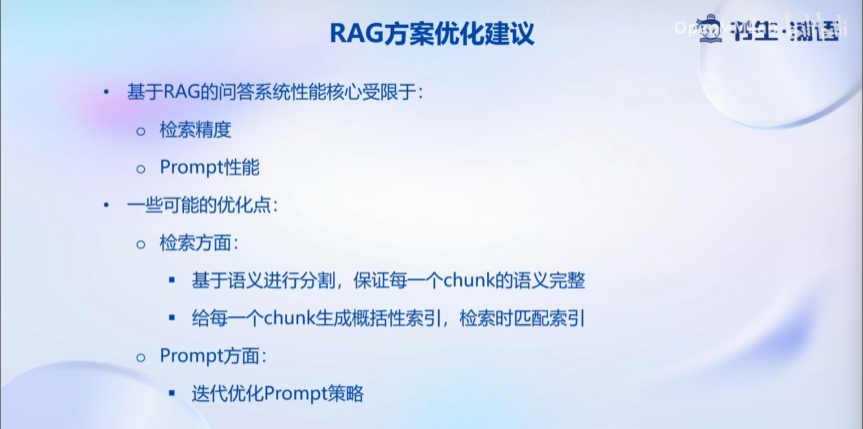 RAG方案优化建议
书生·浦语
• 基于RAG的问答系统性能核心受限于：
o 检索精度
o Prompt性能
• 一些可能的优化点：
o 检索方面：
▪ 基于语义进行分割，保证每一个chunk的语义完整
▪ 给每一个chunk生成概括性索引，检索时匹配索引
o Prompt方面：
▪ 迭代优化Prompt策略